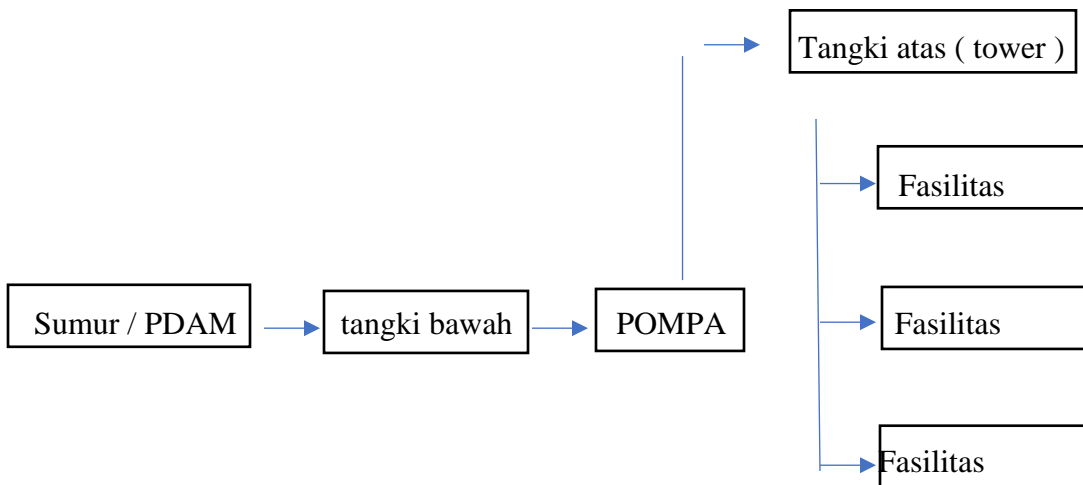 Tangki atas ( tower )
Fasilitas
Sumur / PDAM
tangki bawah
POMPA
Fasilitas
Fasilitas